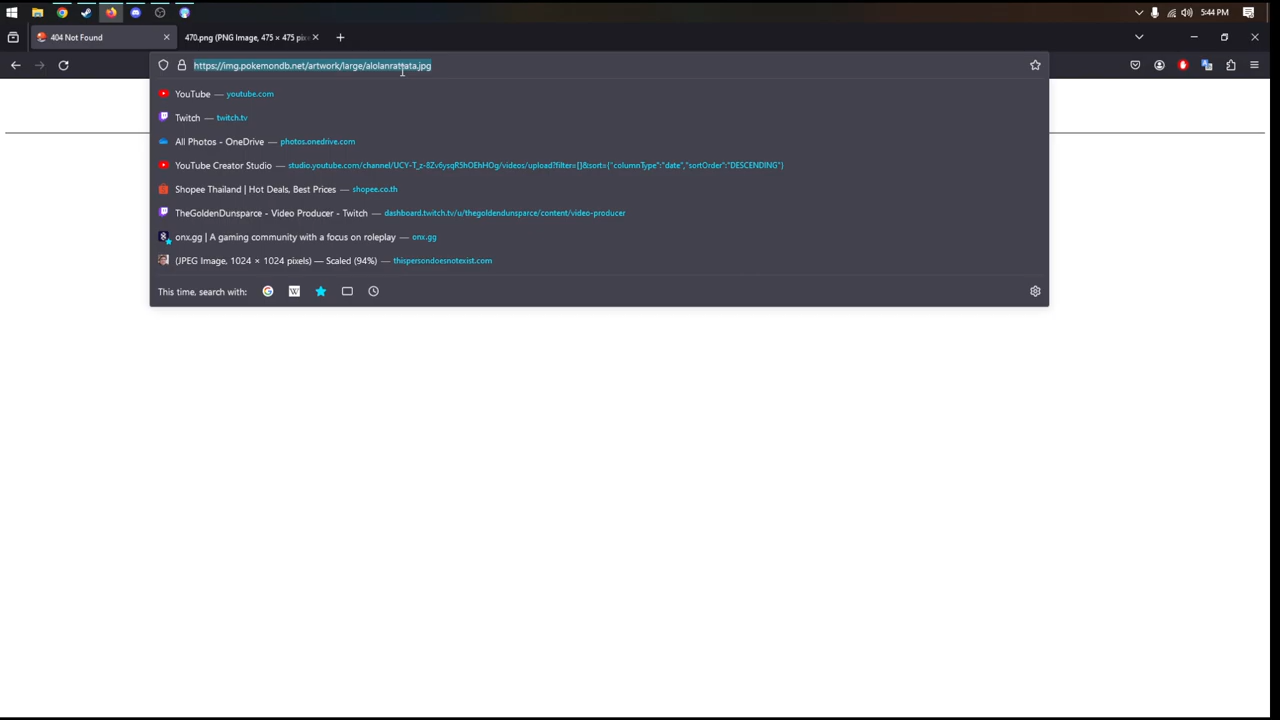 5:44 PM
404 Not Found
470.png (PNG Image, 475 × 475 pix
https://img.pokemondb.net/artwork/large/alolanrattata.jpg
YouTube — youtube.com
Twitch — twitch.tv
All Photos - OneDrive — photos.onedrive.com
YouTube Creator Studio — studio.youtube.com/channel/UCY-T_z-8Zv6ysqR5hOEhHOg/videos/upload?filter=[]&sort={"columnType":"date","sortOrder":"DESCENDING"}
Shopee Thailand | Hot Deals, Best Prices — shopee.co.th
TheGoldenDunsparce - Video Producer - Twitch — dashboard.twitch.tv/u/thegoldendunsparce/content/video-producer
onx.gg | A gaming community with a focus on roleplay — onx.gg
(JPEG Image, 1024 × 1024 pixels) — Scaled (94%) — thispersondoesnotexist.com
This time, search with: